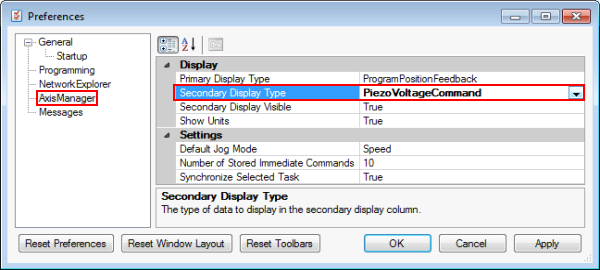 Preferences
General
Startup
Programming
NetworkExplorer
AxisManager
Messages
Display
Primary Display Type ProgramPositionFeedback
Secondary Display Type PiezoVoltageCommand
Secondary Display Visible True
Show Units True
Settings
Default Jog Mode Speed
Number of Stored Immediate Commands 10
Synchronize Selected Task True
Secondary Display Type
The type of data to display in the secondary display column.
Reset Preferences Reset Window Layout Reset Toolbars OK Cancel Apply